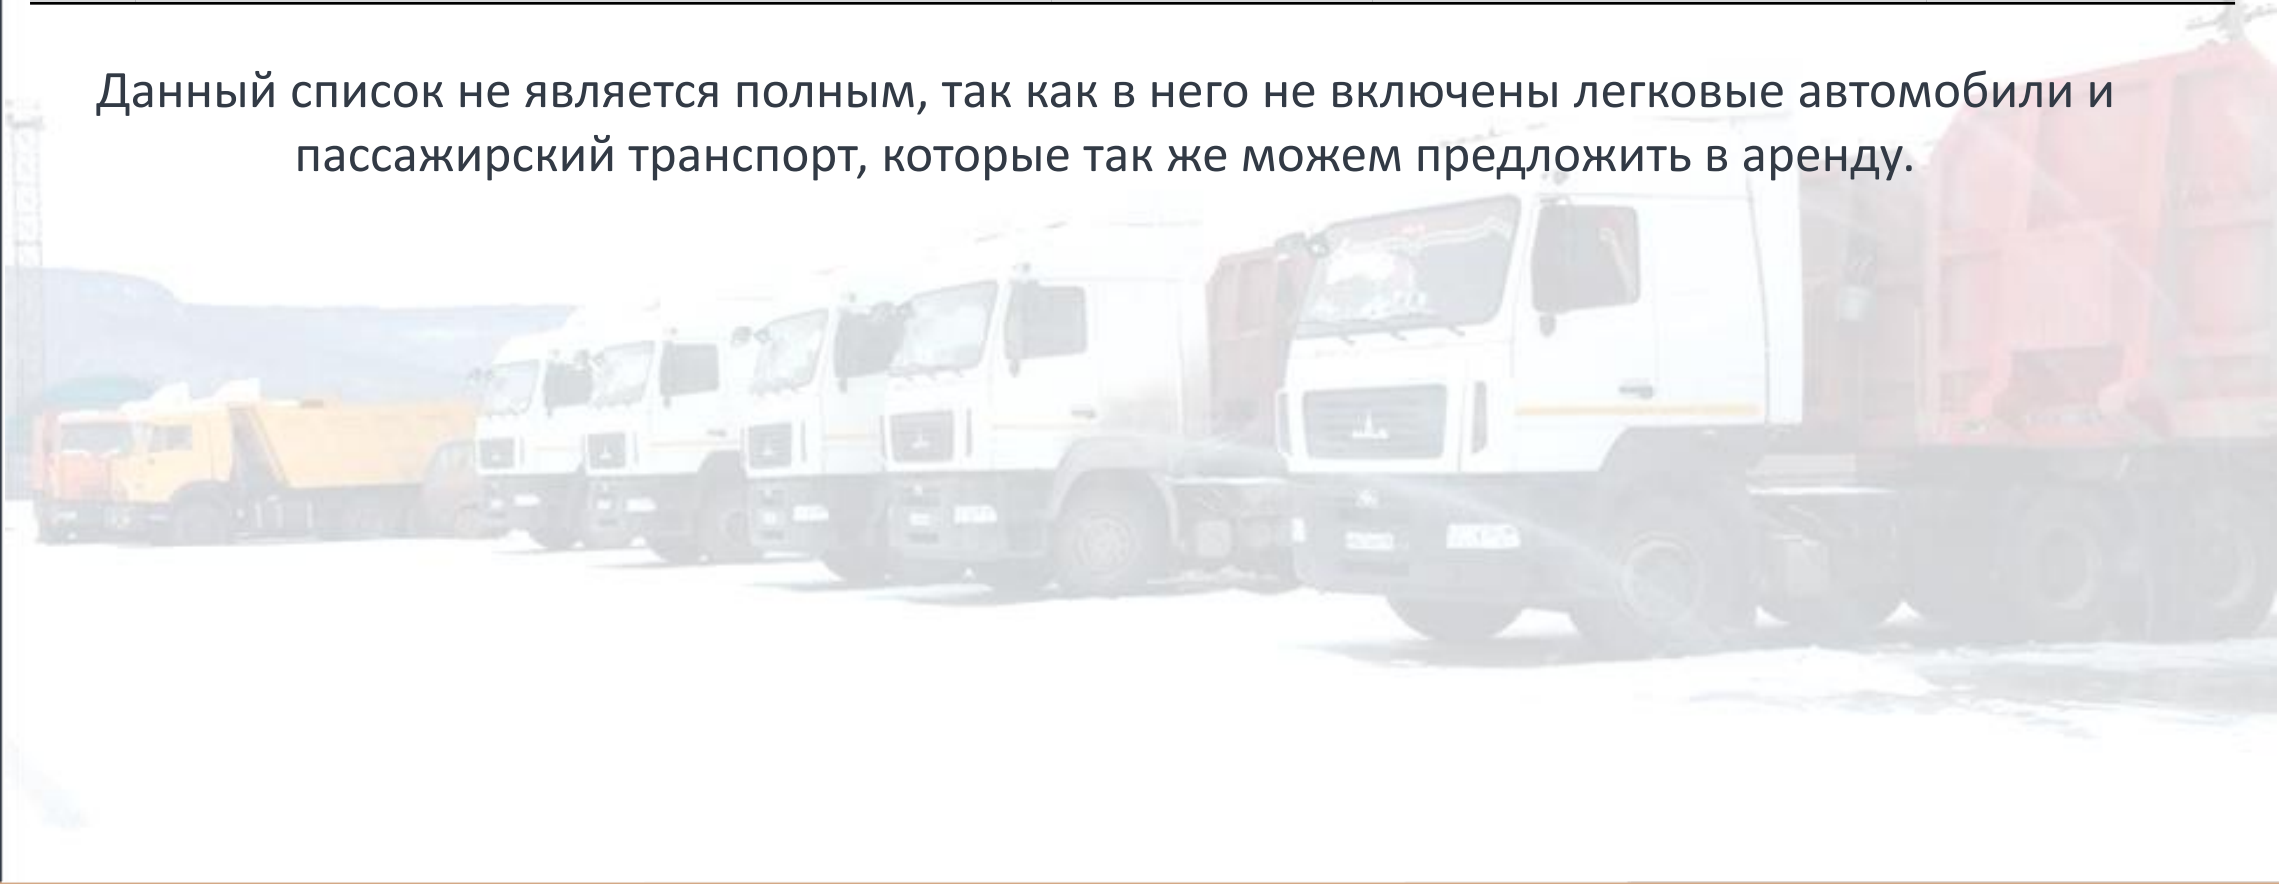 Данный список не является полным, так как в него не включены легковые автомобили и
пассажирский транспорт, которые так же можем предложить в аренду.